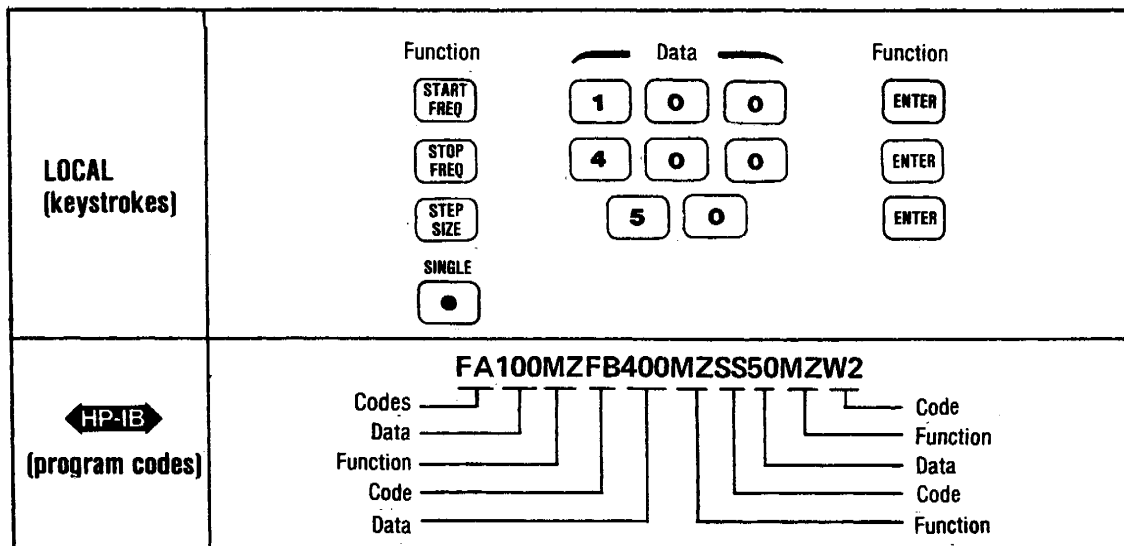 Function Data Function
START
FREQ
1 0 0
ENTER
STOP
FREQ
4 0 0
ENTER
LOCAL
(keystrokes)
STEP
SIZE
5 0
ENTER
SINGLE
HP-IB
(program codes)
FA100MZFB400MZSS50MZW2
Codes
Data
Function
Code
Data
Code
Function
Data
Code
Function